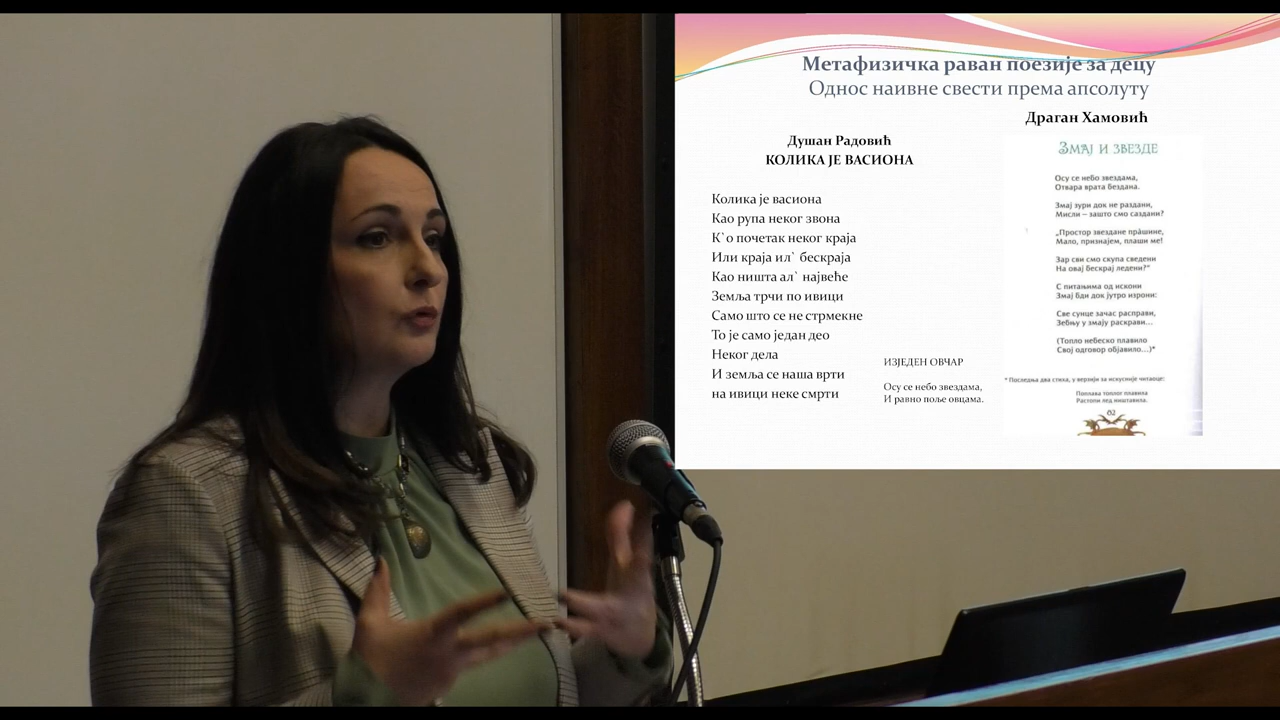 Метафизичка раван поезије за децу
Однос наивне свести према апсолуту
Душан Радовић
КОЛИКА ЈЕ ВАСИОНА
Колика је васиона
Као рупа неког звона
К`о почетак неког краја
Или краја ил` бескраја
Као ништа ал` највеће
Земља трчи по ивици
Само што се не стрмекне
То је само један део
Неког дела
И земља се наша врти
на ивици неке смрти
ИЗЈЕДЕН ОВЧАР
Осу се небо звездама,
И равно поље овцама.
Драган Хамовић
ЗМАЈ И ЗВЕЗДЕ
Осу се небо звездама,
Отвара врата бездана.
Змај зури док не раздани,
Мисли – зашто смо саздани?
„Простор звездане прашине,
Мало, признајем, плаши ме!
Зар сви смо скупа сведени
На овај бескрај ледени?“
С питањима од искони
Змај бди док јутро изрони:
Све сунце зачас расправи,
Зебњу у змају раскрави...
(Топло небеско плавило
Свој одговор објавило...)*
* Последња два стиха, у верзији за искусније читаоце:
Поплава топлог плавила
Растопи лед ништавила.
62